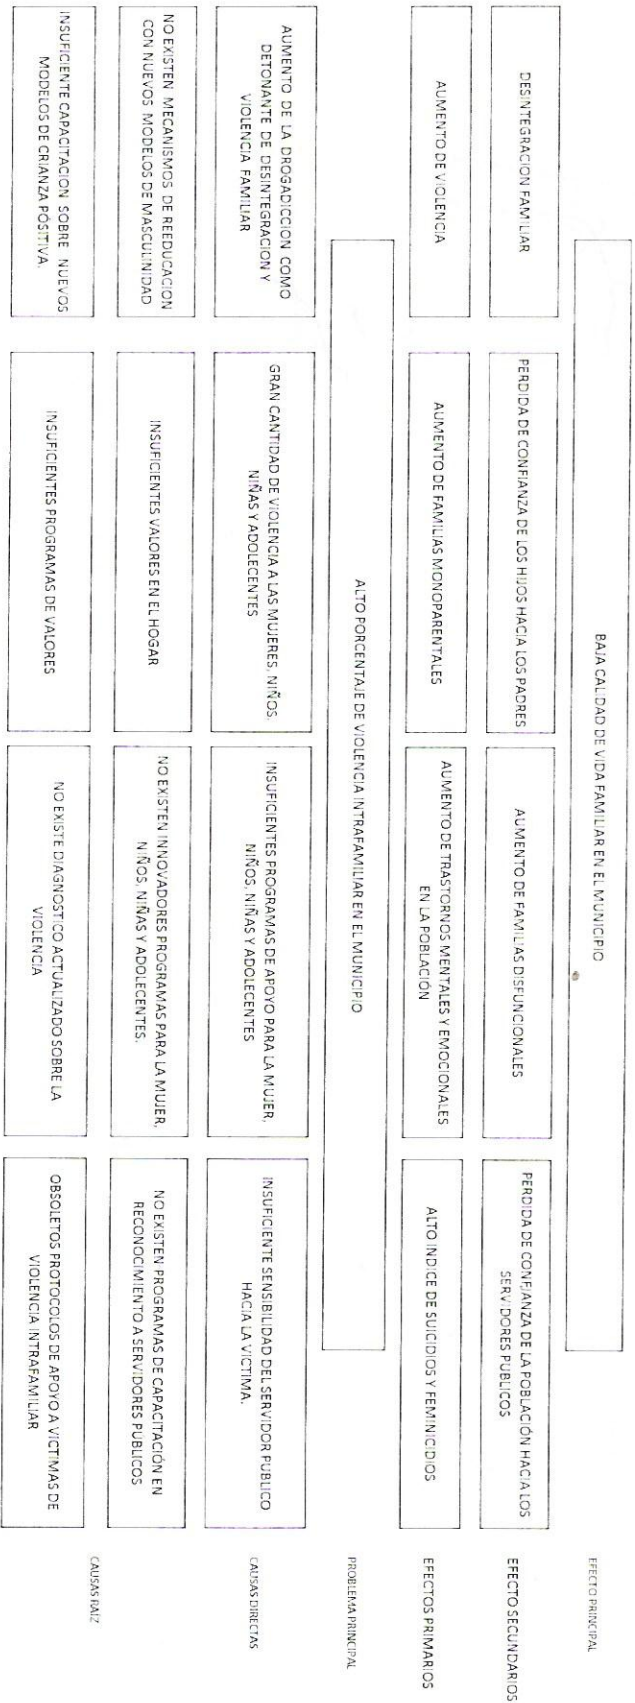 BAJA CALIDAD DE VIDA FAMILIAR EN EL MUNICIPIO
EFECTO PRINCIPAL
DESINTEGRACION FAMILIAR
PERDIDA DE CONFIANZA DE LOS HIJOS HACIA LOS PADRES
AUMENTO DE FAMILIAS DISFUNCIONALES
PERDIDA DE CONFIANZA DE LA POBLACIÓN HACIA LOS
SERVIDORES PUBLICOS
EFECTO SECUNDARIOS
AUMENTO DE VIOLENCIA
AUMENTO DE FAMILIAS MONOPARENTALES
AUMENTO DE TRASTORNOS MENTALES Y EMOCIONALES
EN LA POBLACIÓN
ALTO INDICE DE SUICIDIOS Y FEMINICIDIOS
EFECTOS PRIMARIOS
ALTO PORCENTAJE DE VIOLENCIA INTRAFAMILIAR EN EL MUNICIPIO
PROBLEMA PRINCIPAL
AUMENTO DE LA DROGADICCION COMO
DETONANTE DE DESINTEGRACION Y
VIOLENCIA FAMILIAR
GRAN CANTIDAD DE VIOLENCIA A LAS MUJERES, NIÑOS,
NIÑAS Y ADOLECENTES
INSUFICIENTES PROGRAMAS DE APOYO PARA LA MUJER,
NIÑOS, NIÑAS Y ADOLECENTES
INSUFICIENTE SENSIBILIDAD DEL SERVIDOR PUBLICO
HACIA LA VICTIMA.
CAUSAS DIRECTAS
NO EXISTEN MECANISMOS DE REEDUCACION
CON NUEVOS MODELOS DE MASCULINIDAD
INSUFICIENTES VALORES EN EL HOGAR
NO EXISTEN INNOVADORES PROGRAMAS PARA LA MUJER,
NIÑOS, NIÑAS Y ADOLECENTES.
NO EXISTEN PROGRAMAS DE CAPACITACIÓN EN
RECONOCIMIENTO A SERVIDORES PUBLICOS
INSUFICIENTE CAPACITACION SOBRE NUEVOS
MODELOS DE CRIANZA PÓSITIVA.
INSUFICIENTES PROGRAMAS DE VALORES
NO EXISTE DIAGNOSTICO ACTUALIZADO SOBRE LA
VIOLENCIA
OBSOLETOS PROTOCOLOS DE APOYO A VICTIMAS DE
VIOLENCIA INTRAFAMILIAR
CAUSAS RAÍZ